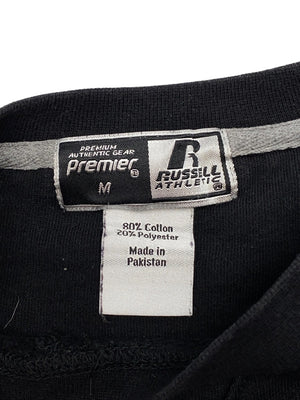 PREMIUM
AUTHENTIC GEAR
Premier®
M
R
RUSSELL
ATHLETIC®
80% Cotton
20% Polyester
Made in
Pakistan